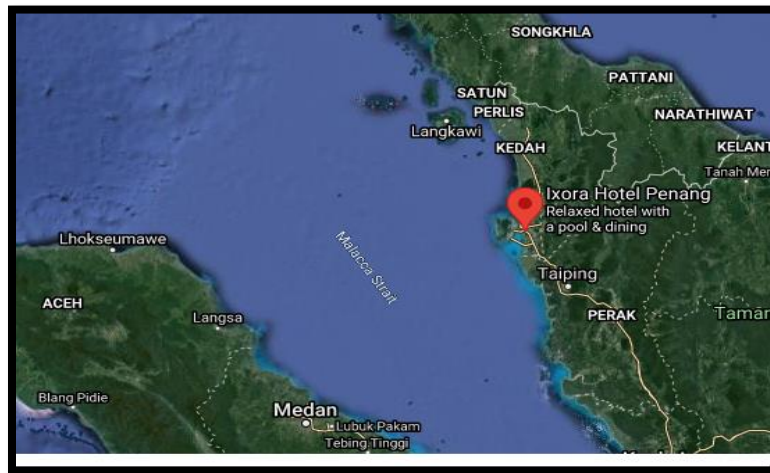 SONGKHLA
PATTANI
SATUN
PERLIS
NARATHIWAT
Langkawi
KEDAH
KELANT
Tanah Mer
Ixora Hotel Penang
Relaxed hotel with
a pool & dining
Lhokseumawe
Malacca Strait
Taiping
ACEH
Langsa
PERAK
Taman
Blang Pidie
Medan
Lubuk Pakam
Tebing Tinggi